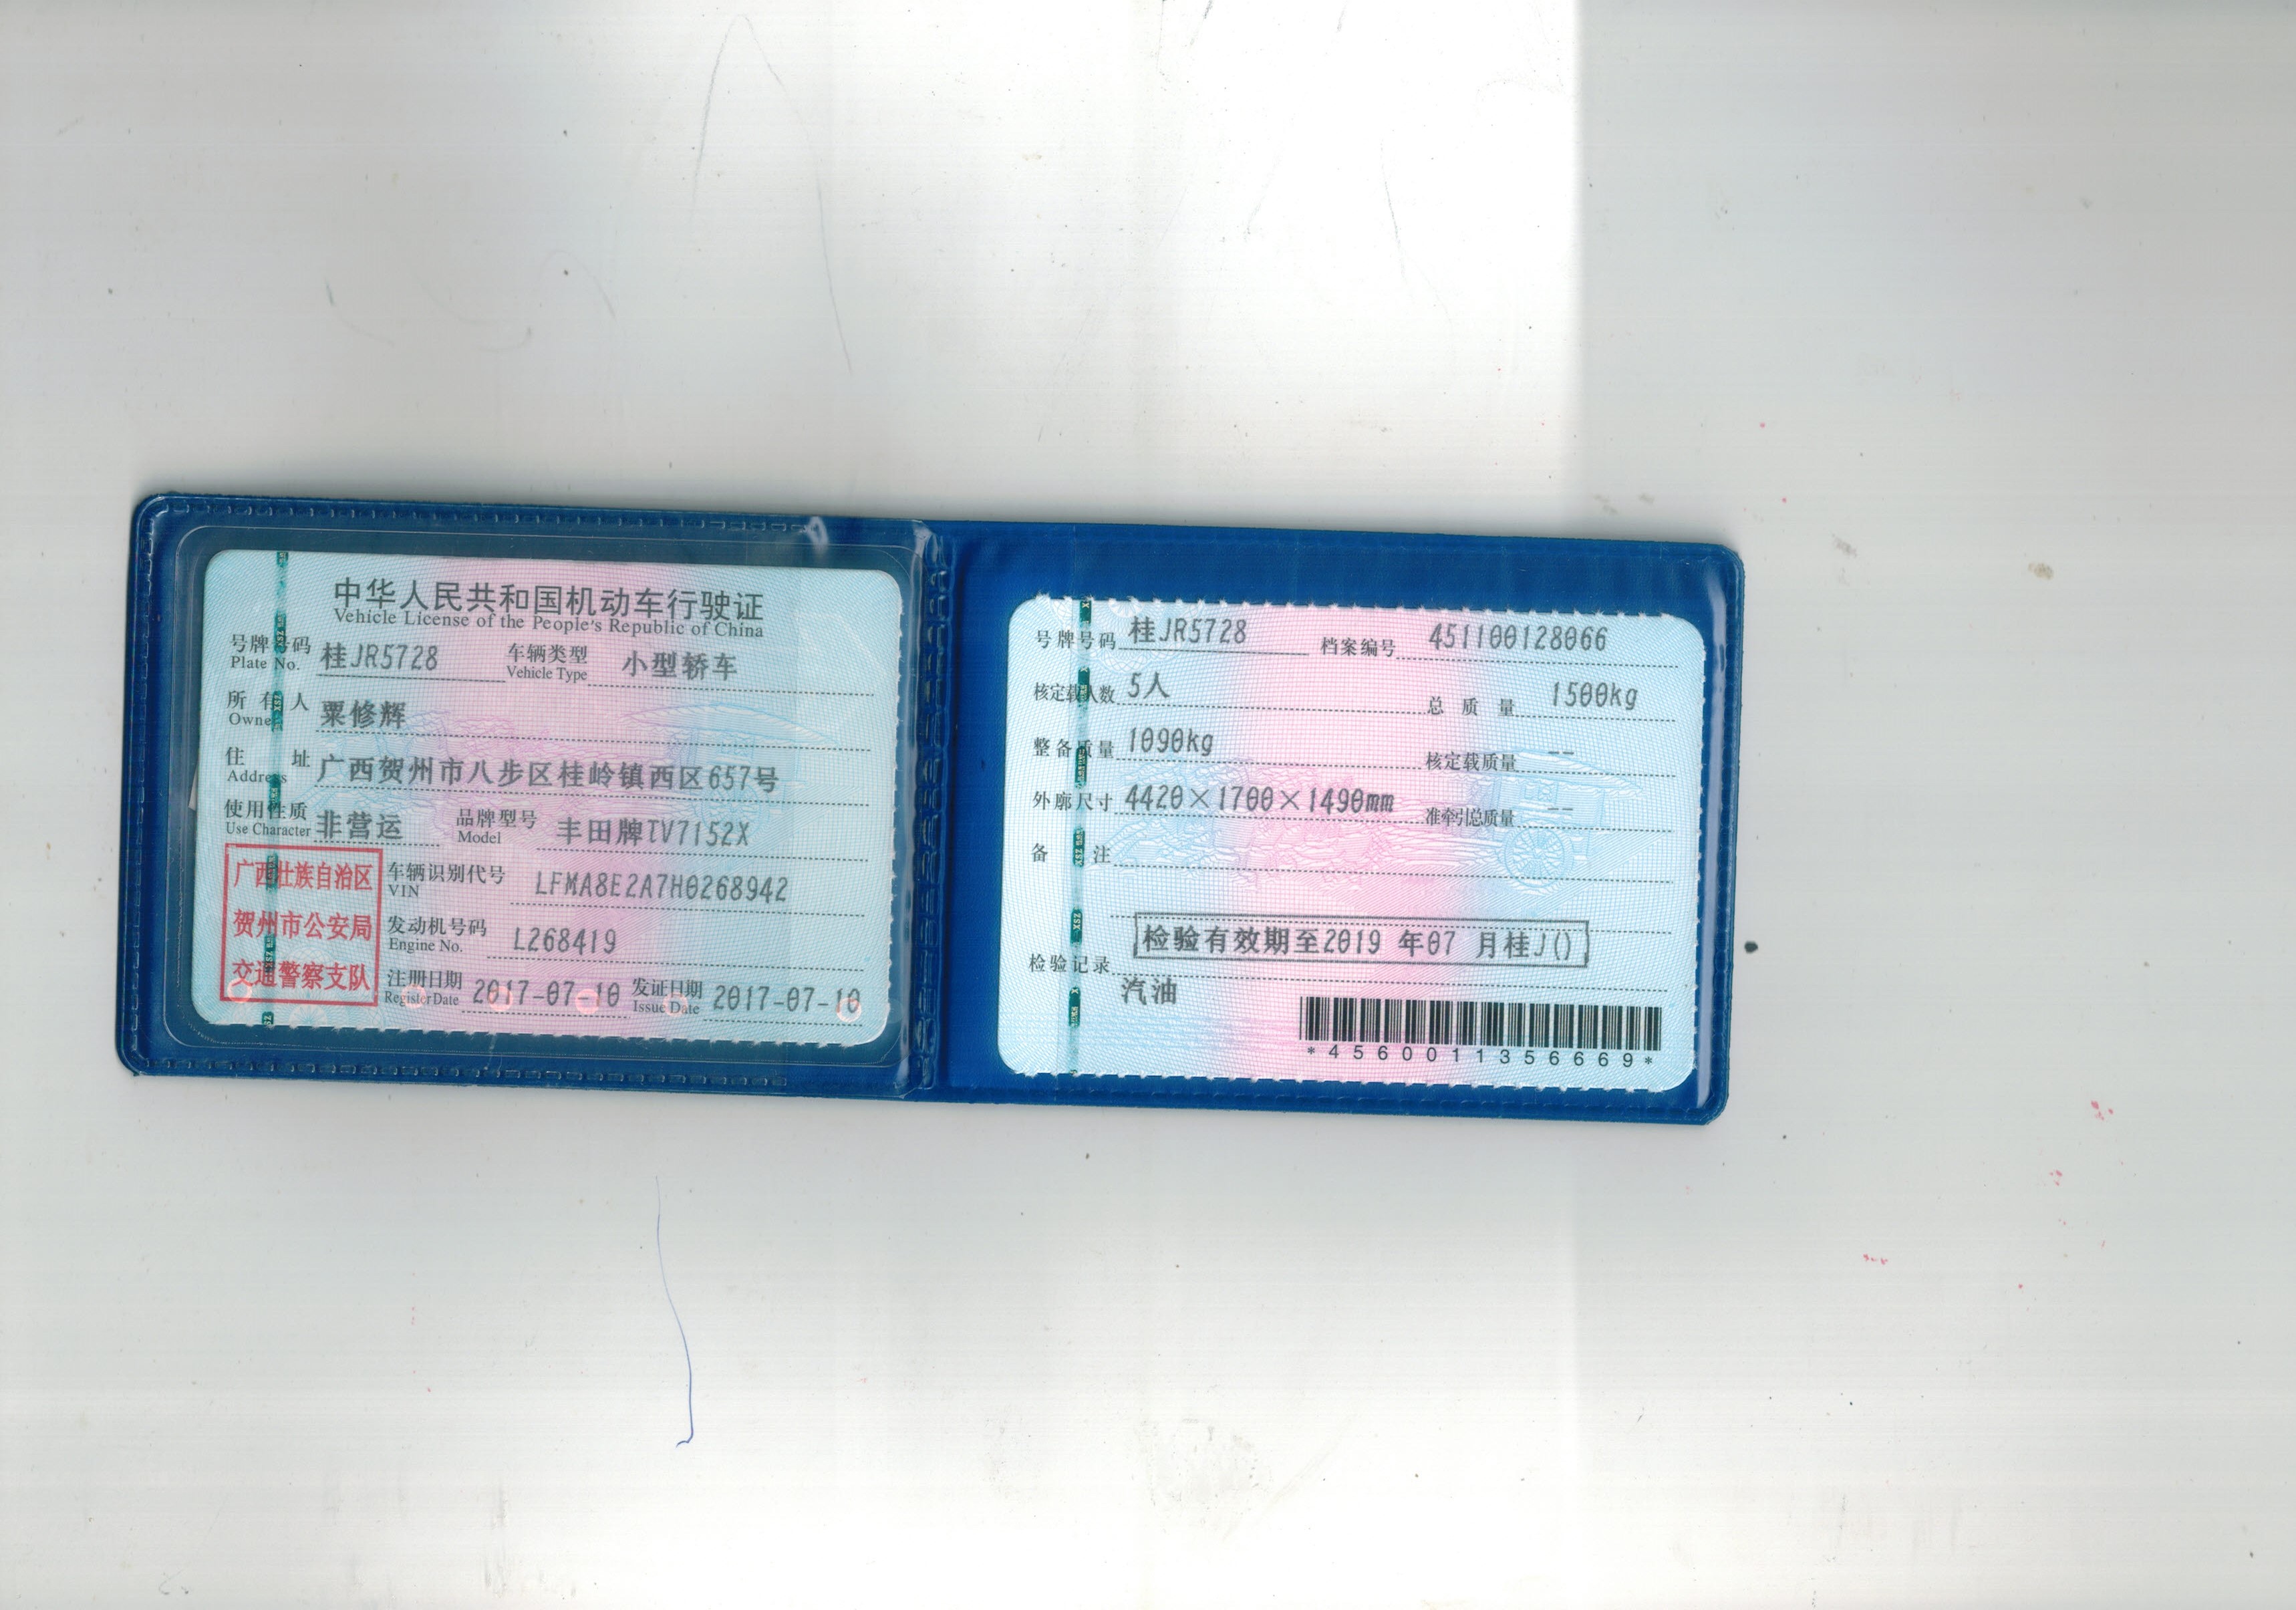 中华人民共和国机动车行驶证
Vehicle License of the People's Republic of China
号牌号码 桂JR5728 车辆类型 小型轿车
Plate No. Vehicle Type
所有人 粟修辉
Owner
住址 广西贺州市八步区桂岭镇西区657号
Address
使用性质 非营运 品牌型号 丰田牌TV7152X
Use Character Model
车辆识别代号 LFMA8E2A7H0268942
VIN
发动机号码 L268419
Engine No.
注册日期 2017-07-10 发证日期 2017-07-10
Register Date Issue Date
广西壮族自治区
贺州市公安局
交通警察支队
号牌号码 桂JR5728 档案编号 451100128066
核定载人数 5人 总质量 1500kg
整备质量 1090kg 核定载质量 --
外廓尺寸 4420×1700×1490mm 准牵引总质量 --
备注
检验有效期至2019 年07 月桂J()
检验记录
汽油
*4560011356669*